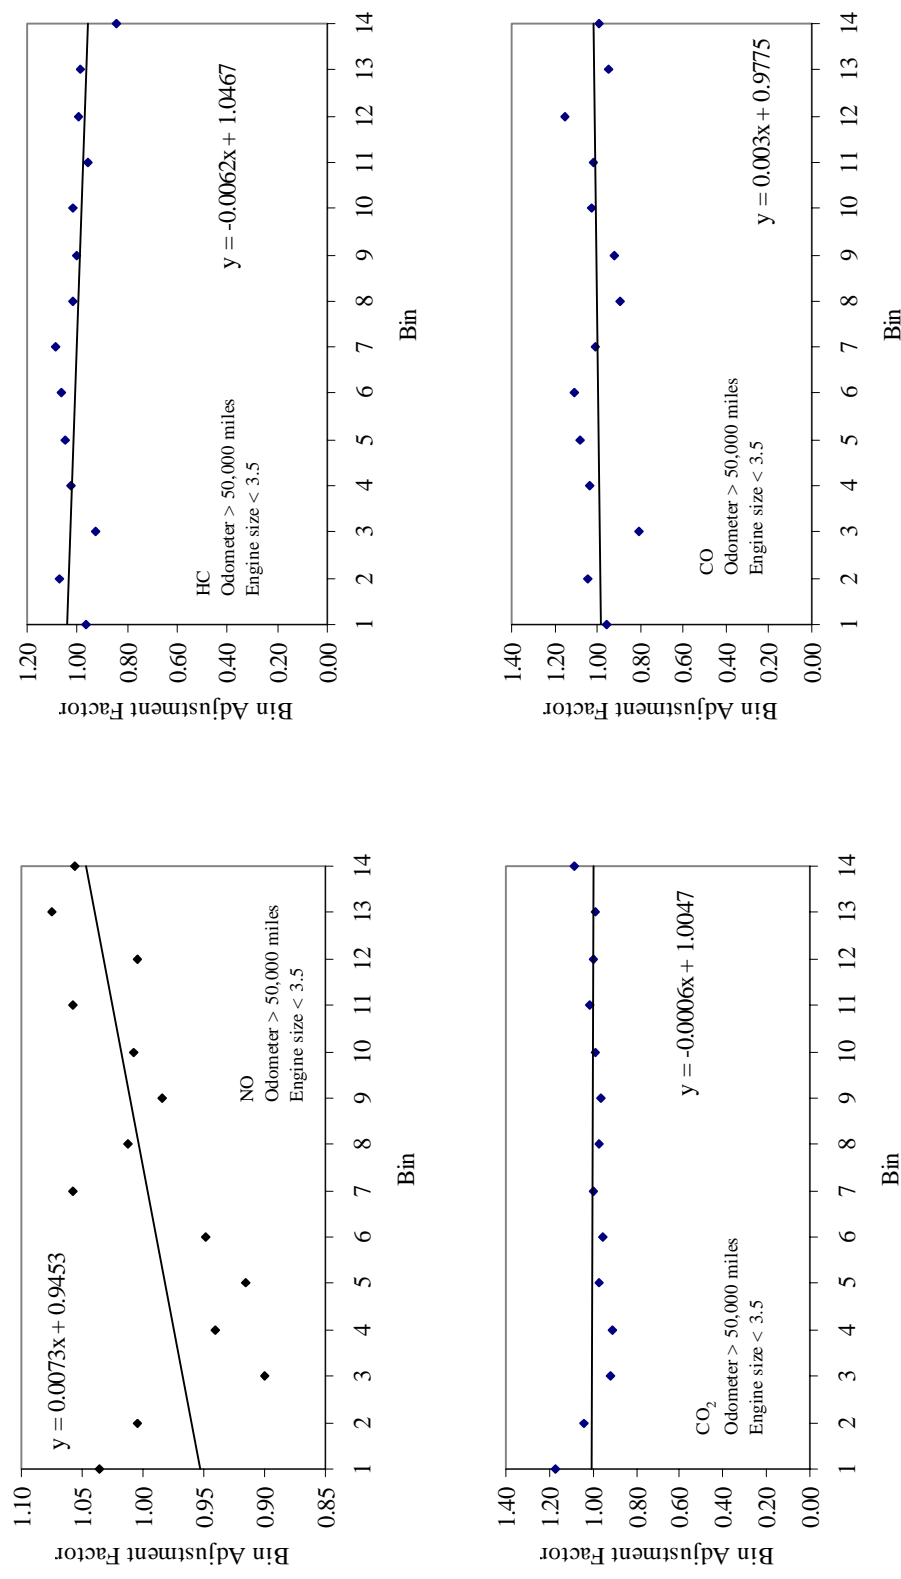 y = 0.0073x + 0.9453
NO
Odometer > 50,000 miles
Engine size < 3.5
1.10
1.05
1.00
0.95
0.90
0.85
Bin Adjustment Factor
1 2 3 4 5 6 7 8 9 10 11 12 13 14
Bin
HC
Odometer > 50,000 miles
Engine size < 3.5
y = -0.0062x + 1.0467
1.20
1.00
0.80
0.60
0.40
0.20
0.00
Bin Adjustment Factor
1 2 3 4 5 6 7 8 9 10 11 12 13 14
Bin
CO2
Odometer > 50,000 miles
Engine size < 3.5
y = -0.0006x + 1.0047
1.40
1.20
1.00
0.80
0.60
0.40
0.20
0.00
Bin Adjustment Factor
1 2 3 4 5 6 7 8 9 10 11 12 13 14
Bin
CO
Odometer > 50,000 miles
Engine size < 3.5
y = 0.003x + 0.9775
1.40
1.20
1.00
0.80
0.60
0.40
0.20
0.00
Bin Adjustment Factor
1 2 3 4 5 6 7 8 9 10 11 12 13 14
Bin